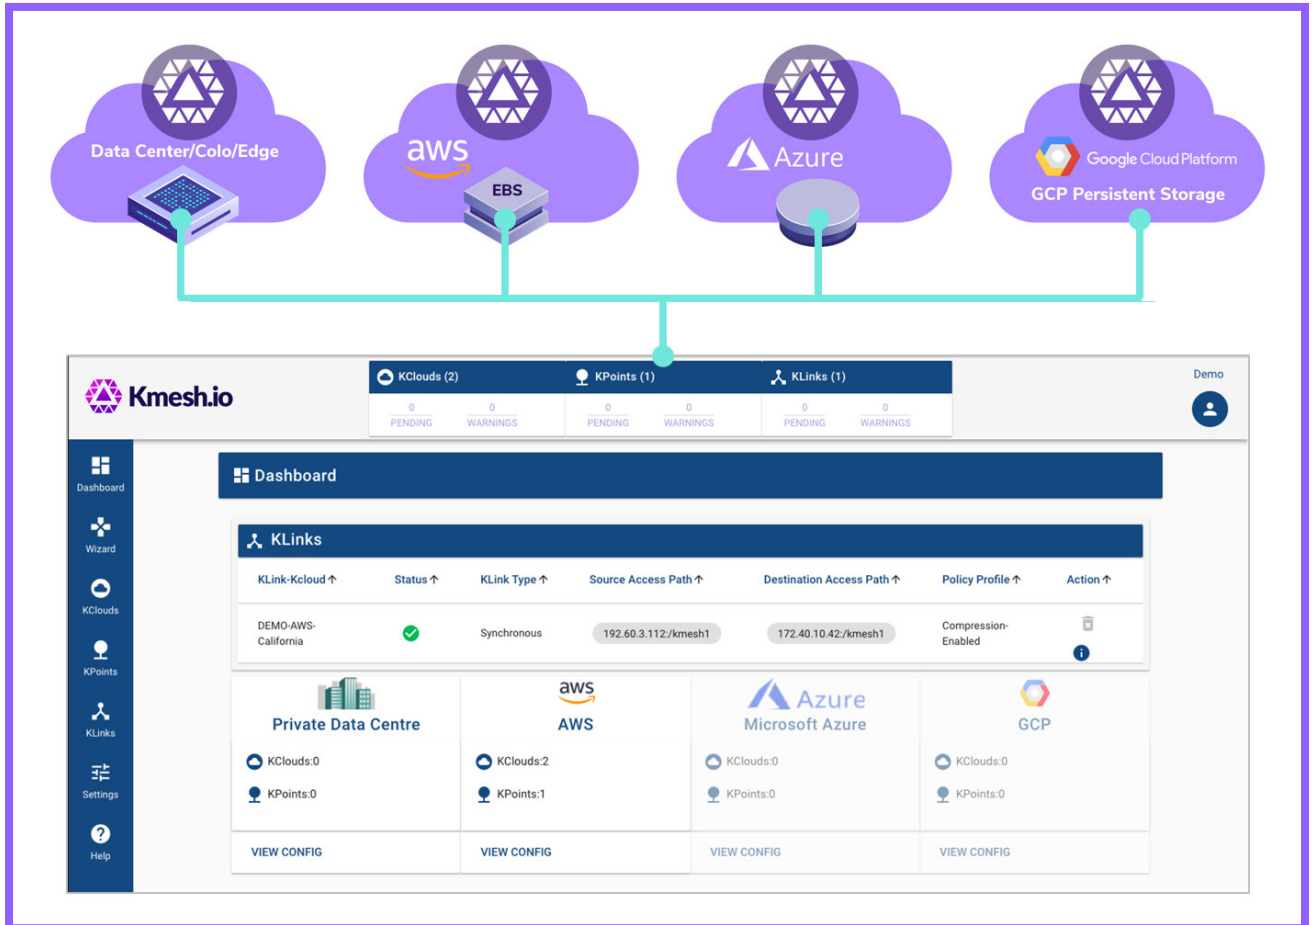 Data Center/Colo/Edge
aws
EBS
Azure
Google Cloud Platform
GCP Persistent Storage
Kmesh.io
KClouds (2)
KPoints (1)
KLinks (1)
Demo
0 0 0 0 0 0
PENDING WARNINGS PENDING WARNINGS PENDING WARNINGS
Dashboard
Wizard
KClouds
KPoints
KLinks
Settings
Help
Dashboard
KLinks
KLink-Kcloud Status KLink Type Source Access Path Destination Access Path Policy Profile Action
DEMO-AWS-
California
Synchronous
192.60.3.112:/kmesh1
172.40.10.42:/kmesh1
Compression-
Enabled
Private Data Centre
KClouds:0
KPoints:0
VIEW CONFIG
aws
AWS
KClouds:2
KPoints:1
VIEW CONFIG
Azure
Microsoft Azure
KClouds:0
KPoints:0
VIEW CONFIG
GCP
KClouds:0
KPoints:0
VIEW CONFIG